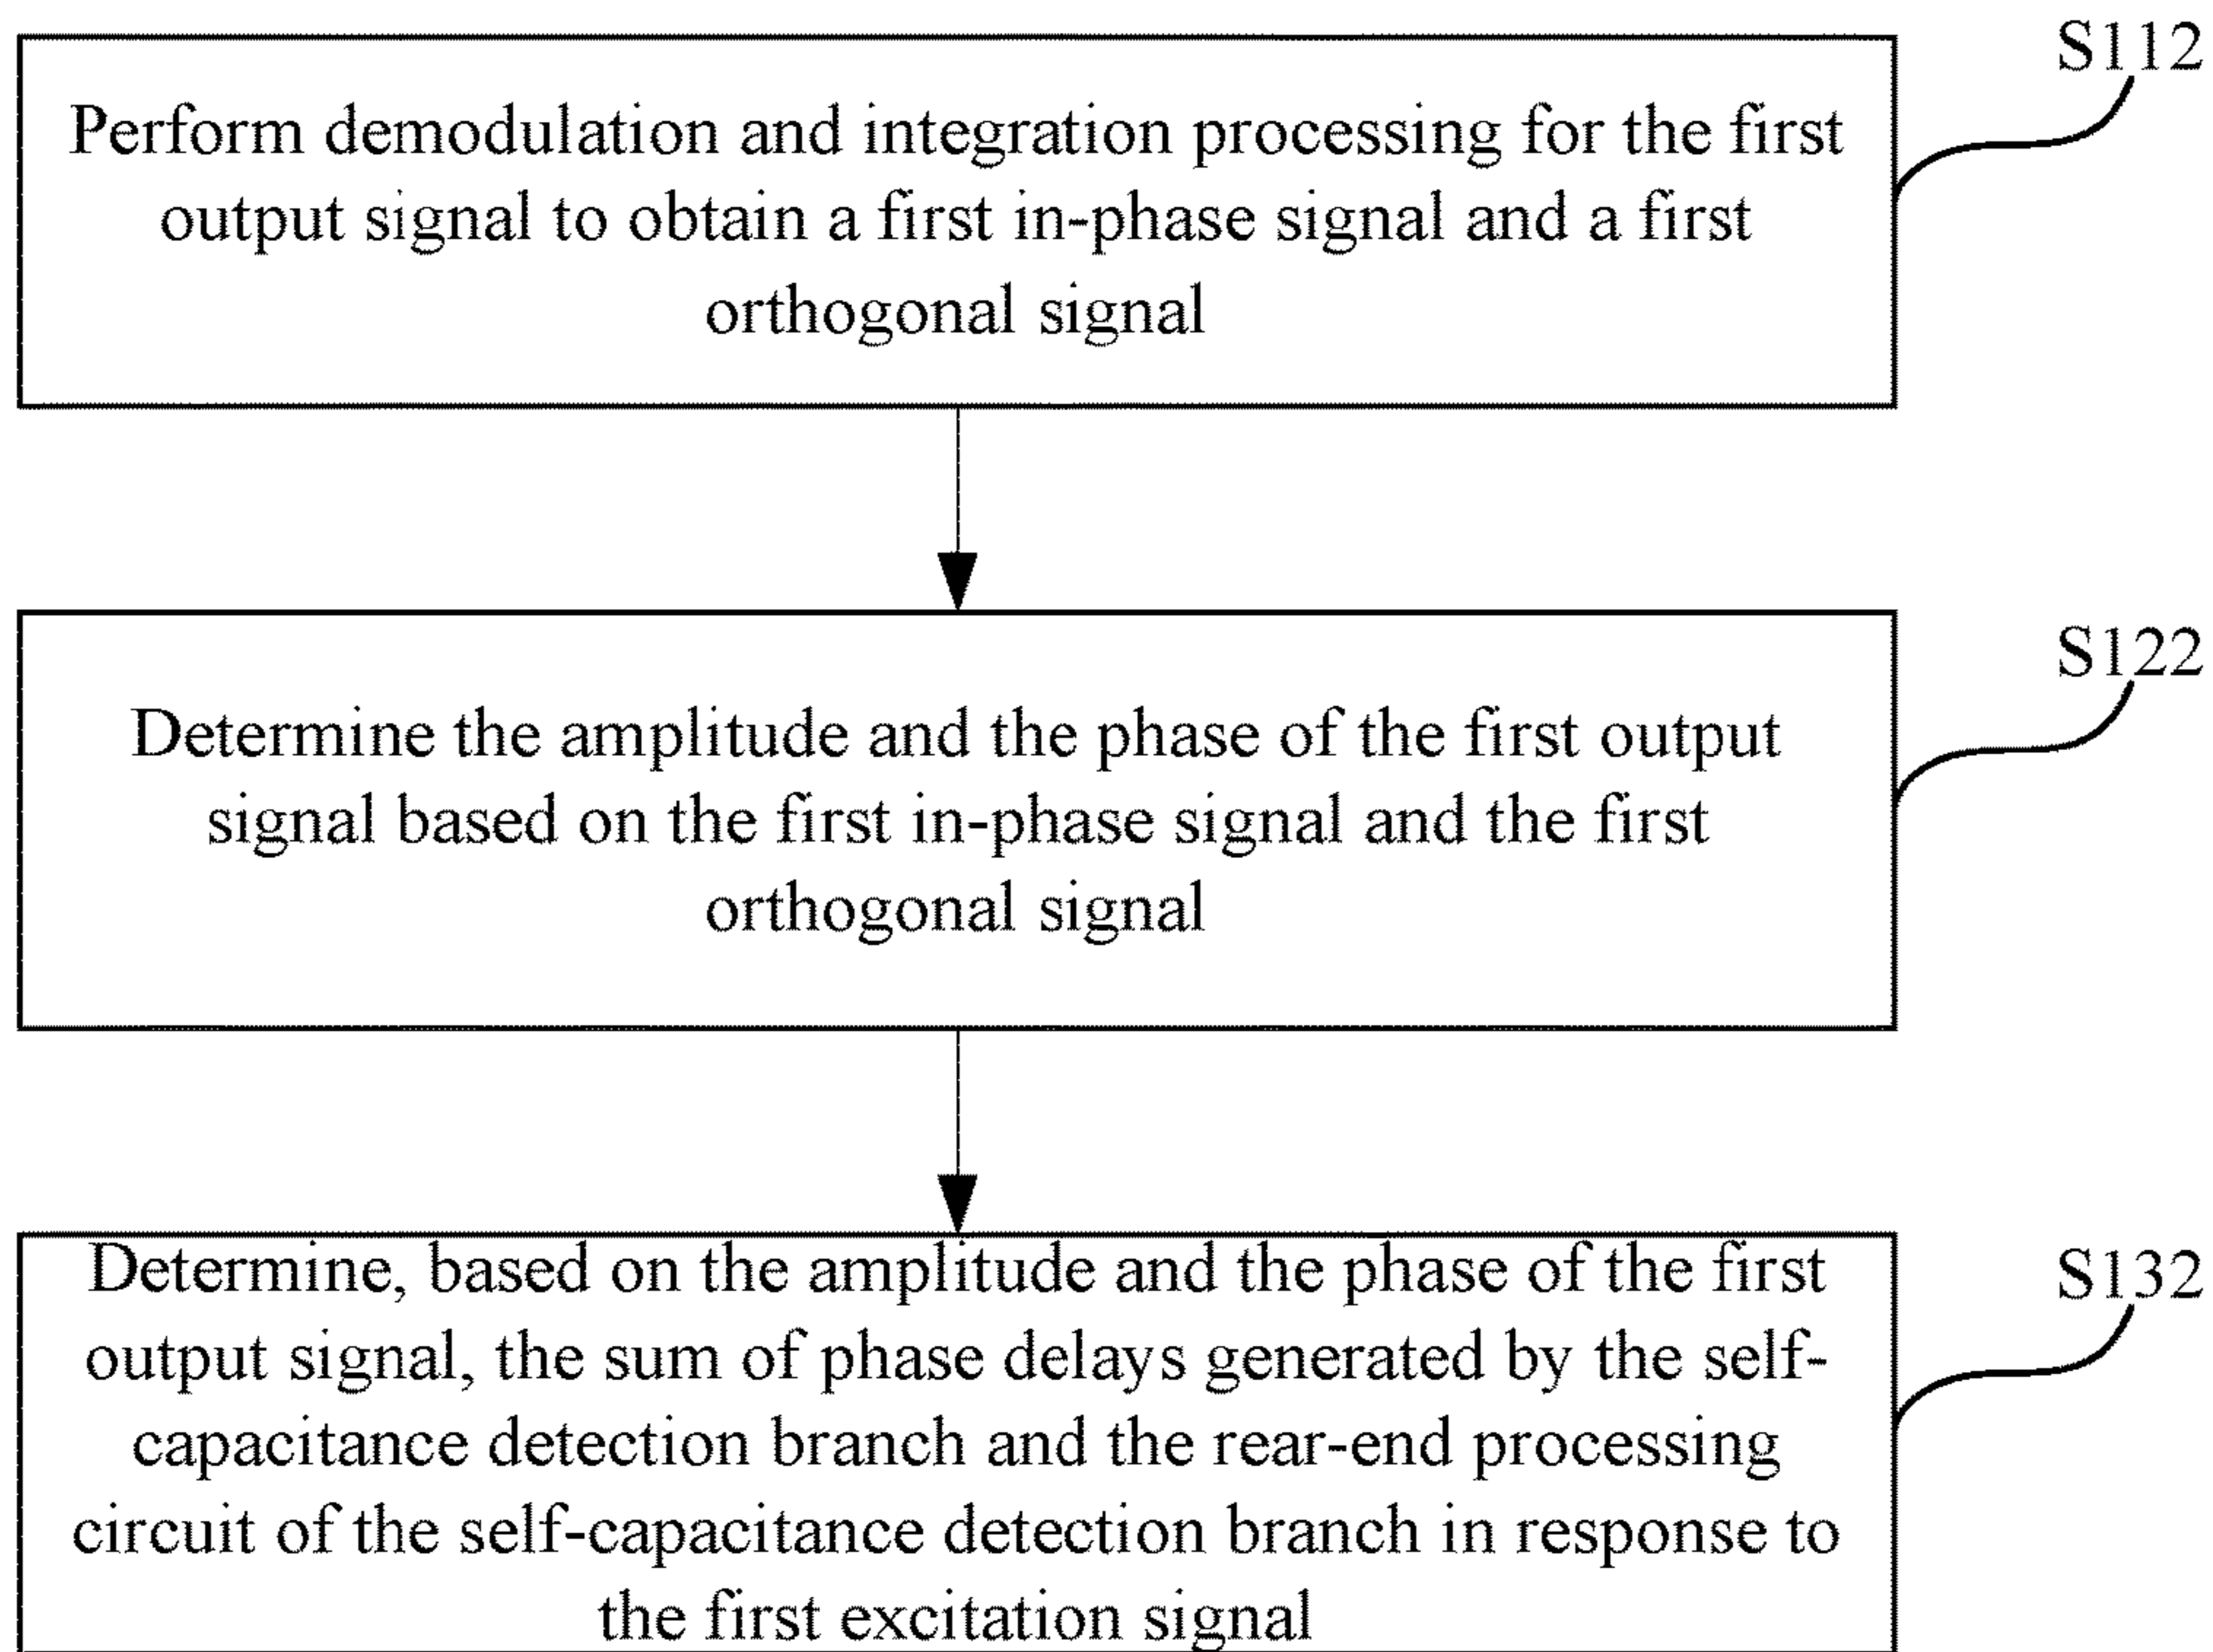 S112
Perform demodulation and integration processing for the first
output signal to obtain a first in-phase signal and a first
orthogonal signal
S122
Determine the amplitude and the phase of the first output
signal based on the first in-phase signal and the first
orthogonal signal
S132
Determine, based on the amplitude and the phase of the first
output signal, the sum of phase delays generated by the self-
capacitance detection branch and the rear-end processing
circuit of the self-capacitance detection branch in response to
the first excitation signal